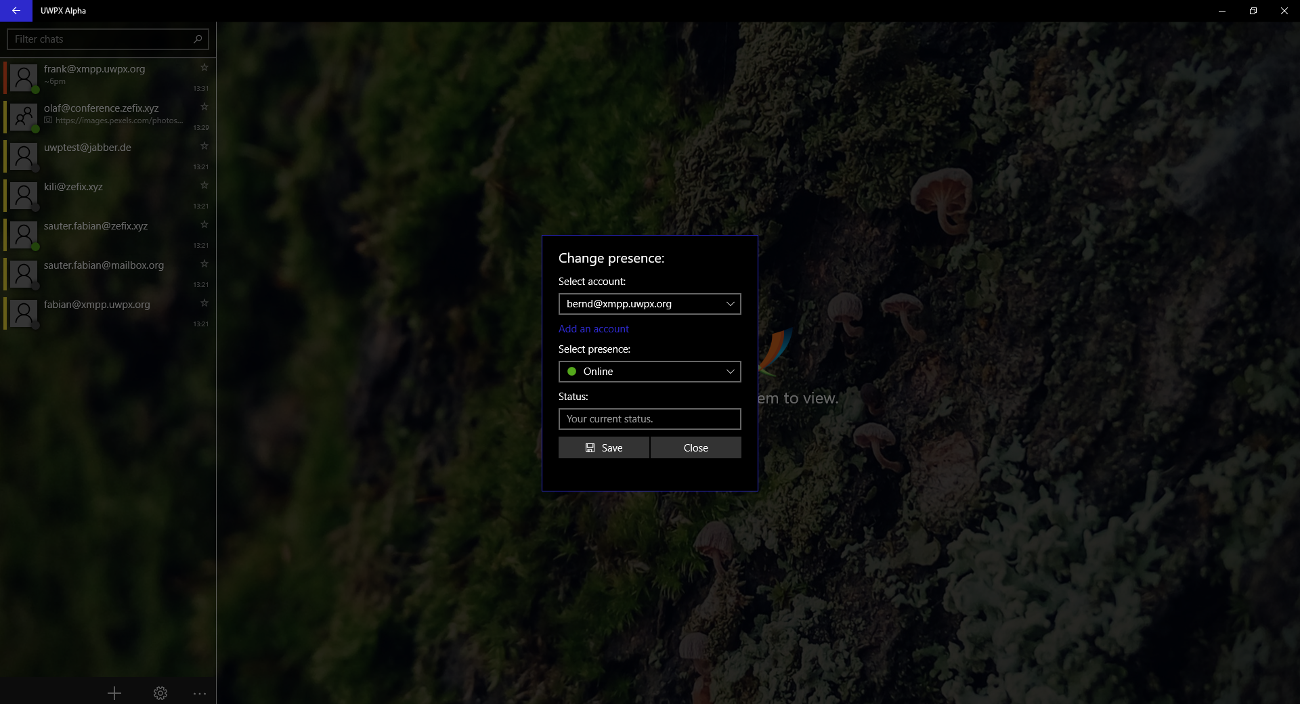 UWPX Alpha
Filter chats
frank@xmpp.uwpx.org
~6pm
13:31
olaf@conference.zefix.xyz
https://images.pexels.com/photos...
13:29
uwptest@jabber.de
13:21
kili@zefix.xyz
13:21
sauter.fabian@zefix.xyz
13:21
sauter.fabian@mailbox.org
13:21
fabian@xmpp.uwpx.org
13:21
Change presence:
Select account:
bernd@xmpp.uwpx.org
Add an account
Select presence:
Online
Status:
Your current status.
Save Close
em to view.